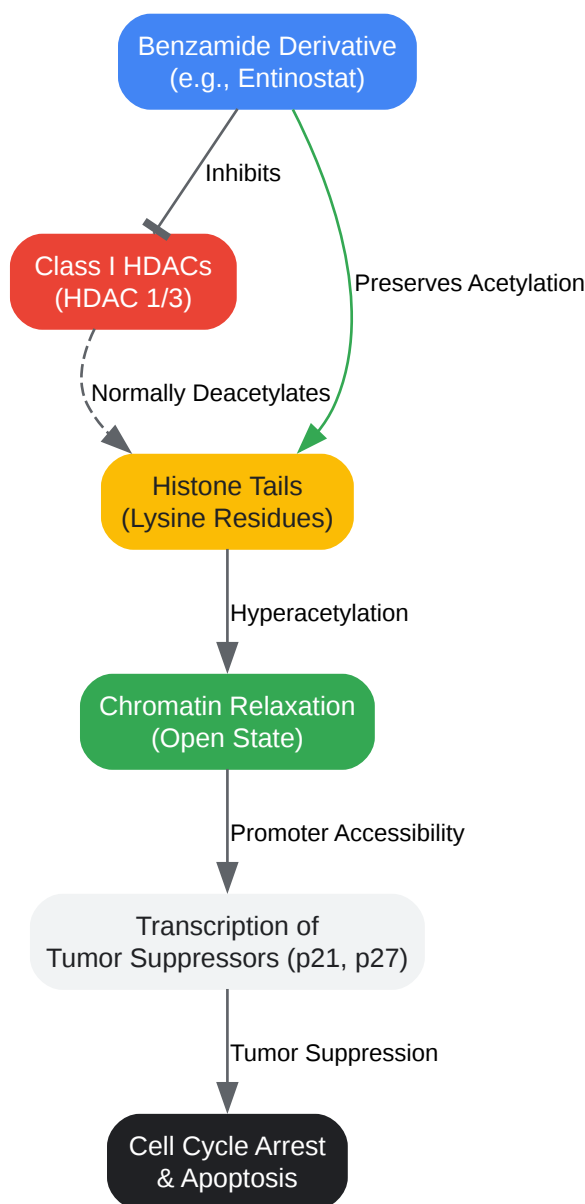 Benzamide Derivative
(e.g., Entinostat)
Inhibits
Class I HDACs
(HDAC 1/3)
Preserves Acetylation
Normally Deacetylates
Histone Tails
(Lysine Residues)
Hyperacetylation
Chromatin Relaxation
(Open State)
Promoter Accessibility
Transcription of
Tumor Suppressors (p21, p27)
Tumor Suppression
Cell Cycle Arrest
& Apoptosis